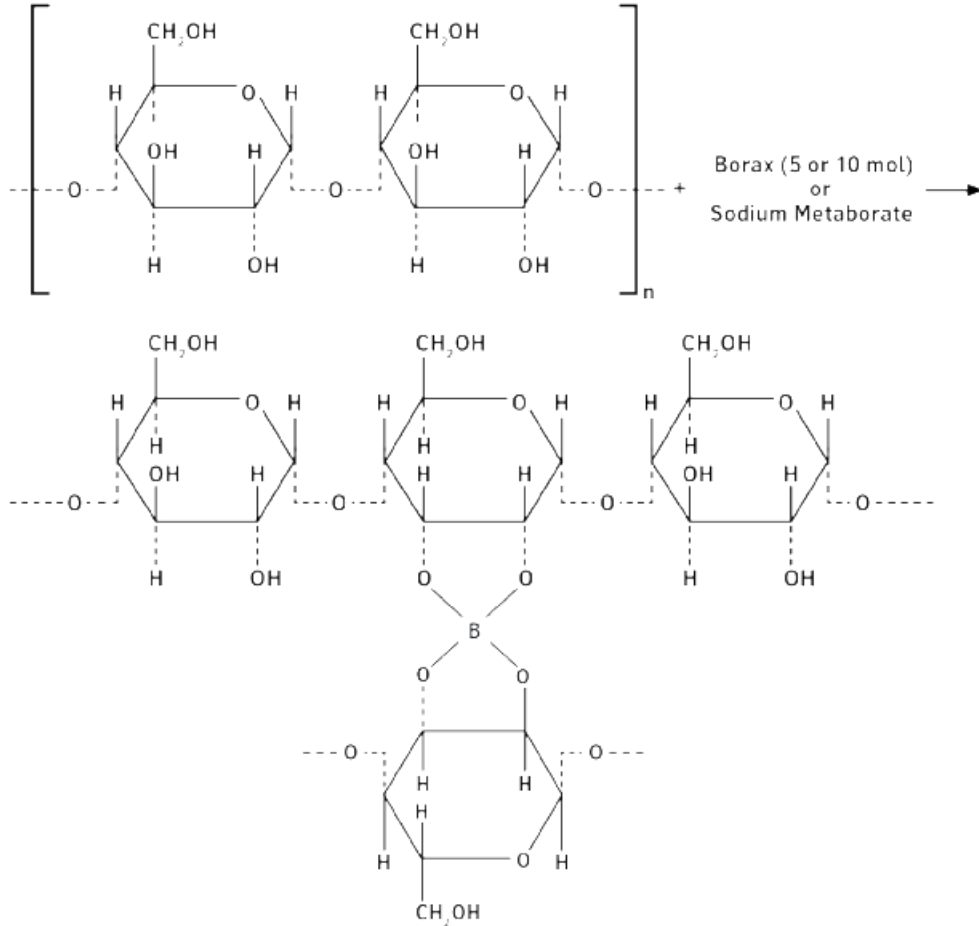 CH₂OH CH₂OH
H O H H O H
OH H OH H
O O O + Borax (5 or 10 mol)
or
Sodium Metaborate
H OH H OH
n
CH₂OH CH₂OH CH₂OH
H O H H O H H O H
H H H
OH H H H OH H
O O O O
H OH O O H OH
B
O O
O O
H H
H
H O H
CH₂OH